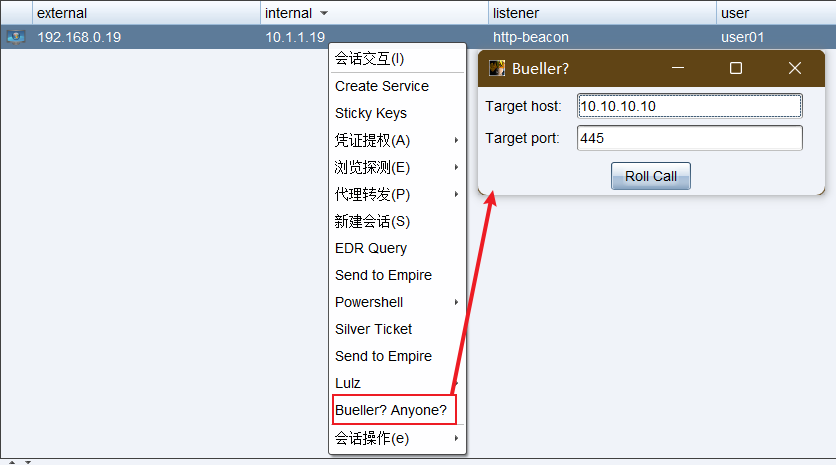 external internal listener user
192.168.0.19 10.1.1.19 http-beacon user01
会话交互(I)
Create Service
Sticky Keys
凭证提权(A)
浏览探测(E)
代理转发(P)
新建会话(S)
EDR Query
Send to Empire
Powershell
Silver Ticket
Send to Empire
Lulz
Bueller? Anyone?
会话操作(e)
Bueller?
Target host: 10.10.10.10
Target port: 445
Roll Call